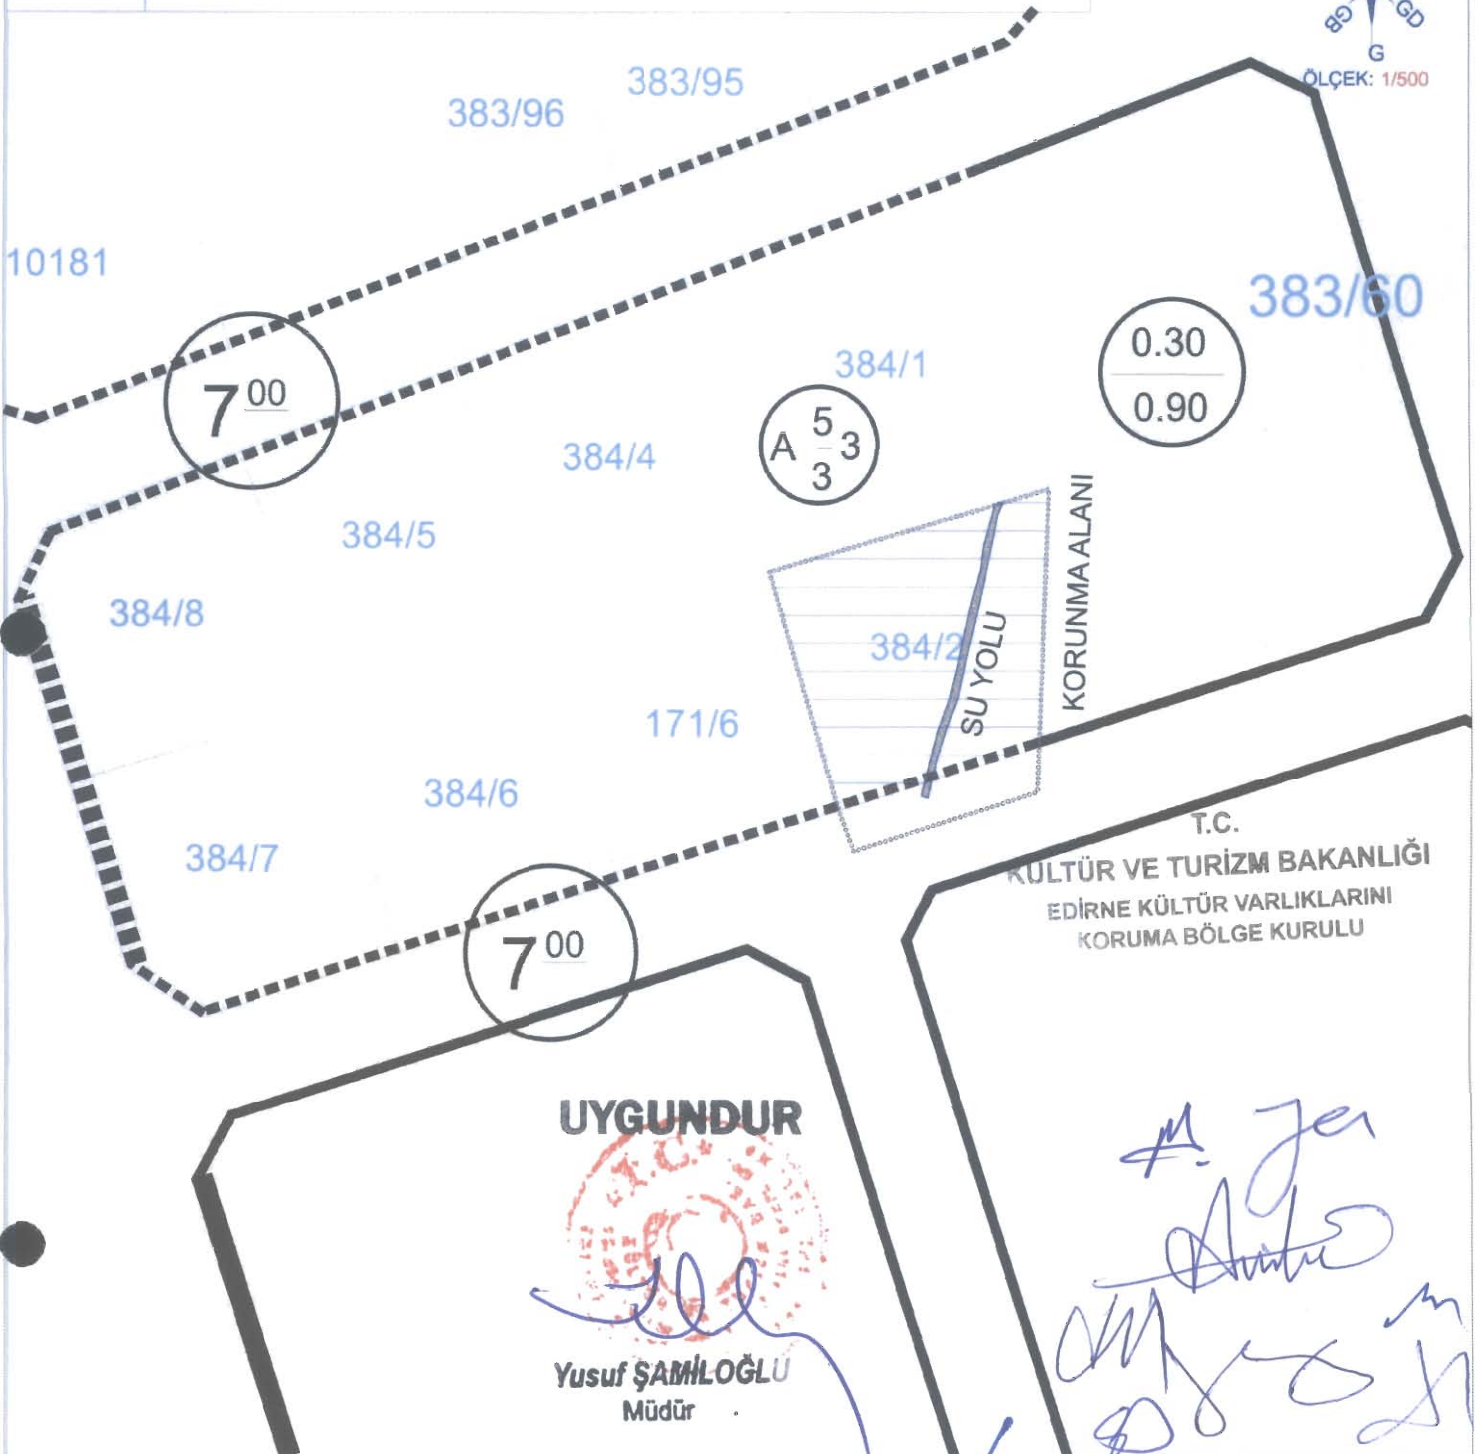 GB
GD
G
ÖLÇEK: 1/500
383/95
383/96
10181
383/60
7 00
384/1
0.30
0.90
A 5 3
3
384/4
384/5
384/8
KORUNMA ALANI
384/2
SU YOLU
171/6
384/6
384/7
7 00
T.C.
KÜLTÜR VE TURİZM BAKANLIĞI
EDİRNE KÜLTÜR VARLIKLARINI
KORUMA BÖLGE KURULU
UYGUNDUR
T.C.
Yusuf ŞAMİLOĞLU
Müdür